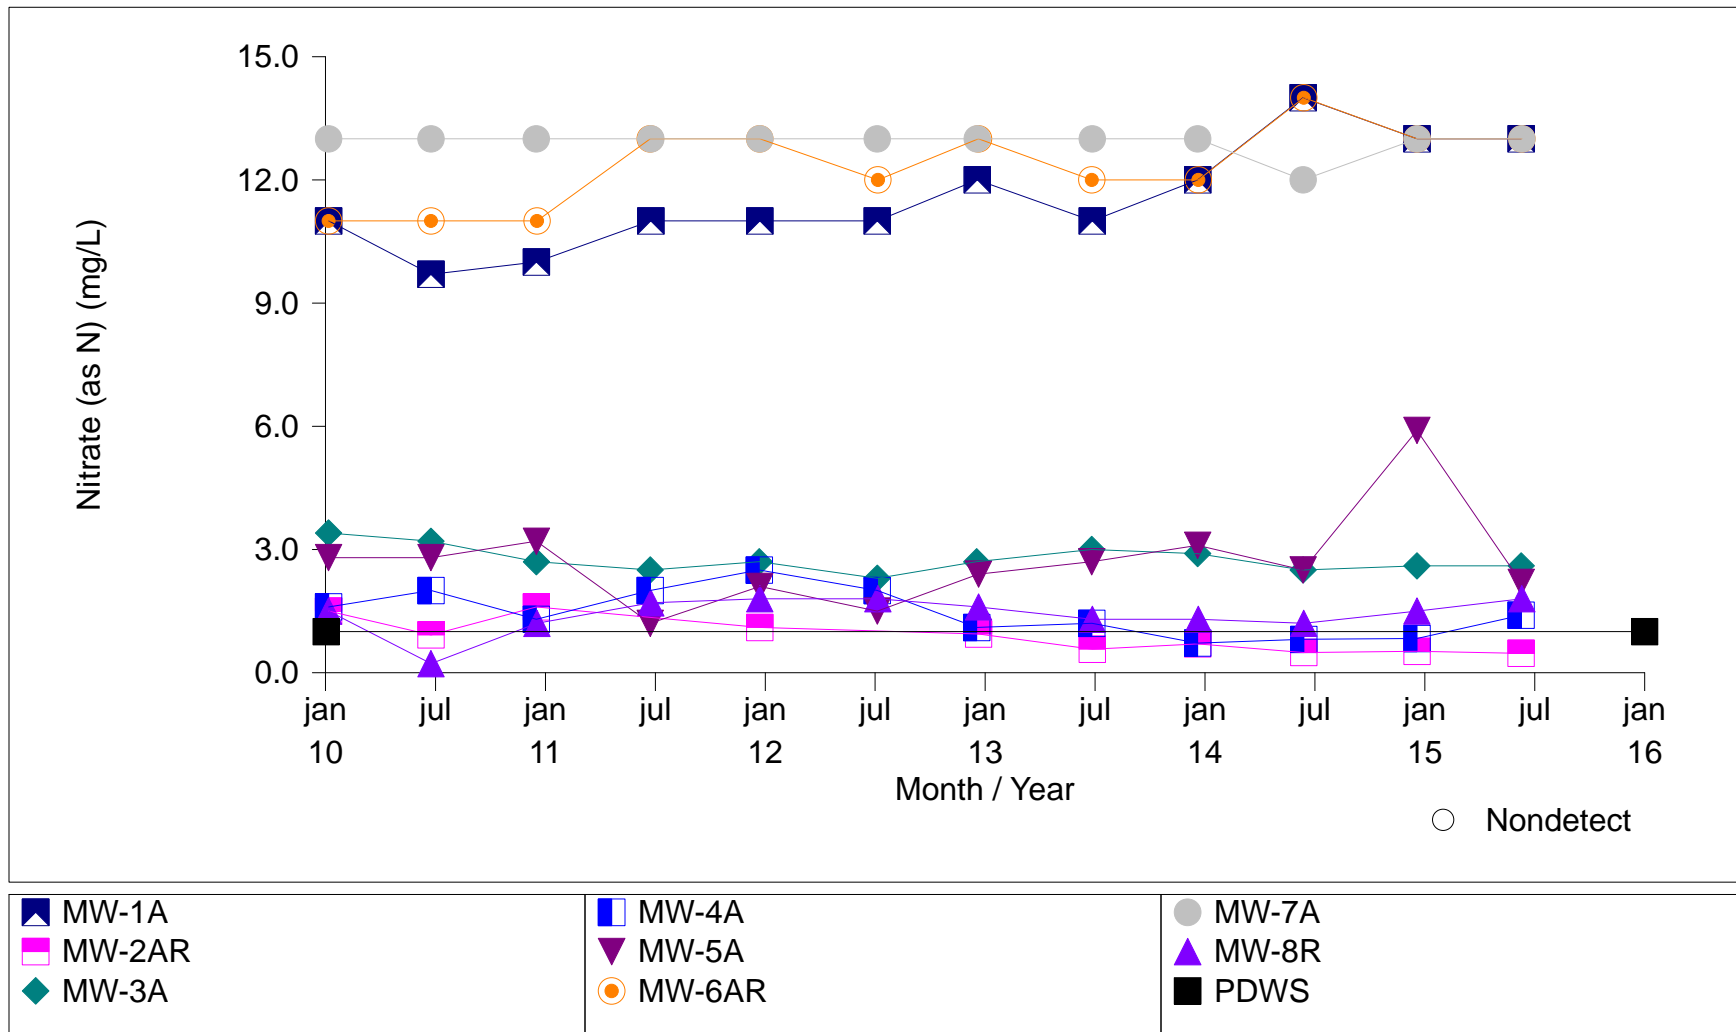 15.0
12.0
9.0
6.0
3.0
0.0
Nitrate (as N) (mg/L)
jan jul jan jul jan jul jan jul jan jul jan jul jan
10 11 12 13 14 15 16
Month / Year
Nondetect
MW-1A MW-4A MW-7A
MW-2AR MW-5A MW-8R
MW-3A MW-6AR PDWS